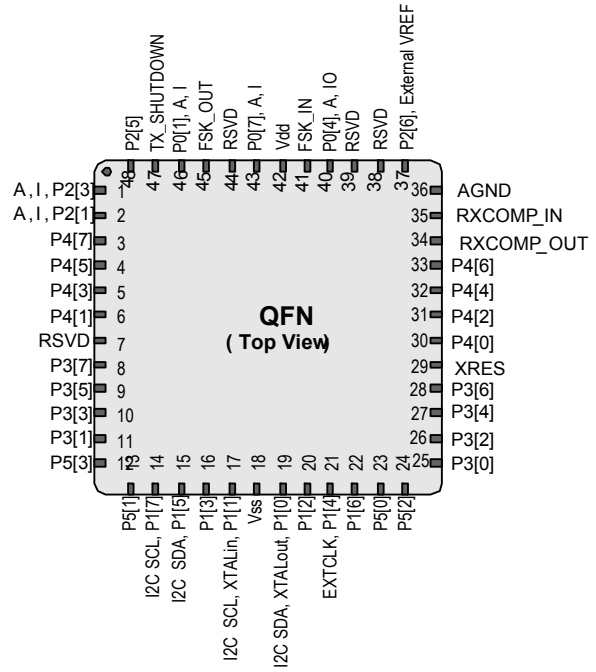 P2[5]
TX_SHUTDOWN
P0[1], A, I
FSK_OUT
RSVD
P0[7], A, I
Vdd
FSK_IN
P0[4], A, IO
RSVD
RSVD
P2[6], External VREF
48
47
46
45
44
43
42
41
40
39
38
37
A, I, P2[3] 1
A, I, P2[1] 2
P4[7] 3
P4[5] 4
P4[3] 5
P4[1] 6
RSVD 7
P3[7] 8
P3[5] 9
P3[3] 10
P3[1] 11
P5[3] 12
QFN
( Top View)
36 AGND
35 RXCOMP_IN
34 RXCOMP_OUT
33 P4[6]
32 P4[4]
31 P4[2]
30 P4[0]
29 XRES
28 P3[6]
27 P3[4]
26 P3[2]
25 P3[0]
13
14
15
16
17
18
19
20
21
22
23
24
P5[1]
I2C SCL, P1[7]
I2C SDA, P1[5]
P1[3]
I2C SCL, XTALin, P1[1]
Vss
I2C SDA, XTALout, P1[0]
P1[2]
EXTCLK, P1[4]
P1[6]
P5[0]
P5[2]